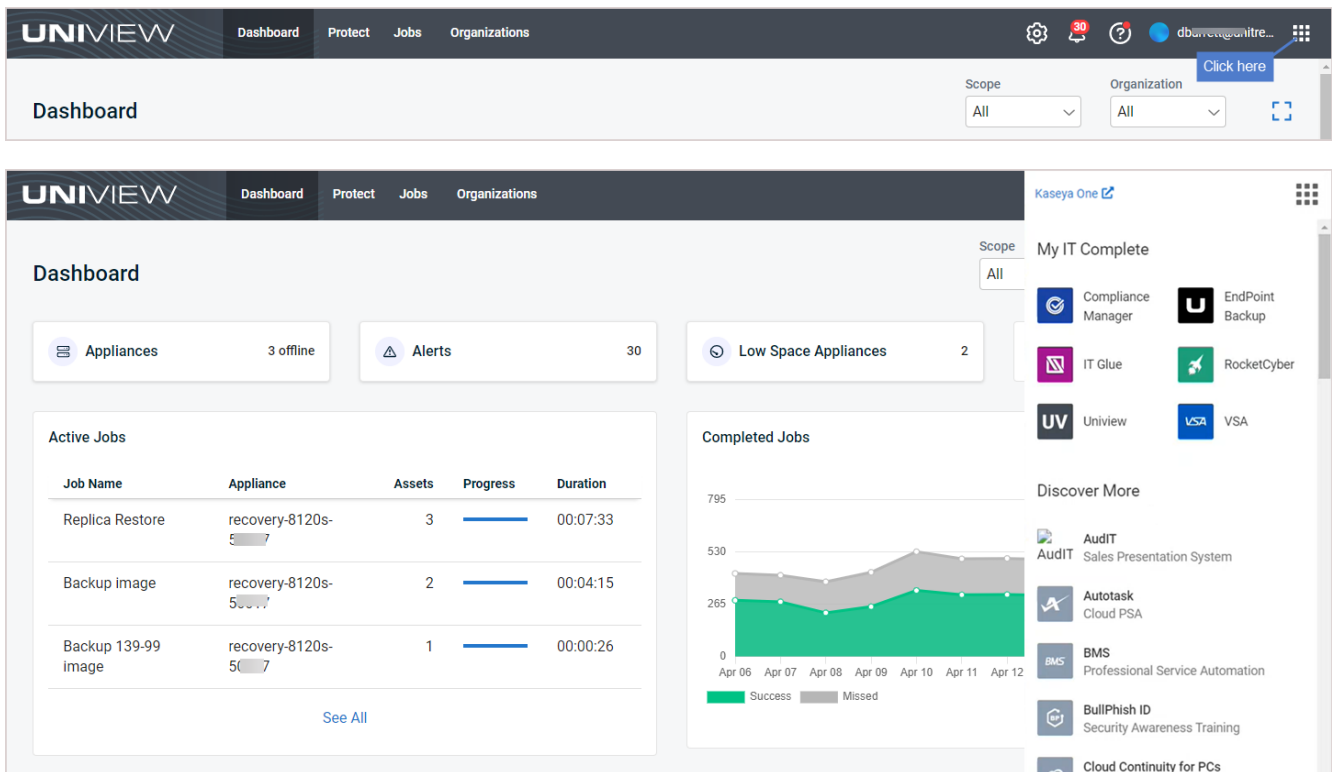 UNIVIEW Dashboard Protect Jobs Organizations 30
Click here
Dashboard
Scope Organization
All All
UNIVIEW Dashboard Protect Jobs Organizations
Kaseya One
Dashboard
Scope
All
Appliances 3 offline
Alerts 30
Low Space Appliances 2
Active Jobs
Job Name Appliance Assets Progress Duration
Replica Restore recovery-8120s- 3 00:07:33
Backup image recovery-8120s- 2 00:04:15
Backup 139-99 recovery-8120s- 1 00:00:26
image
See All
Completed Jobs
795
530
265
0
Apr 06 Apr 07 Apr 08 Apr 09 Apr 10 Apr 11 Apr 12
Success Missed
My IT Complete
Compliance
Manager
U
EndPoint
Backup
IT Glue
RocketCyber
UV Uniview
VSA VSA
Discover More
AudIT
AudIT
Sales Presentation System
Autotask
Cloud PSA
BMS
BMS
Professional Service Automation
BP
BullPhish ID
Security Awareness Training
Cloud Continuity for PCs